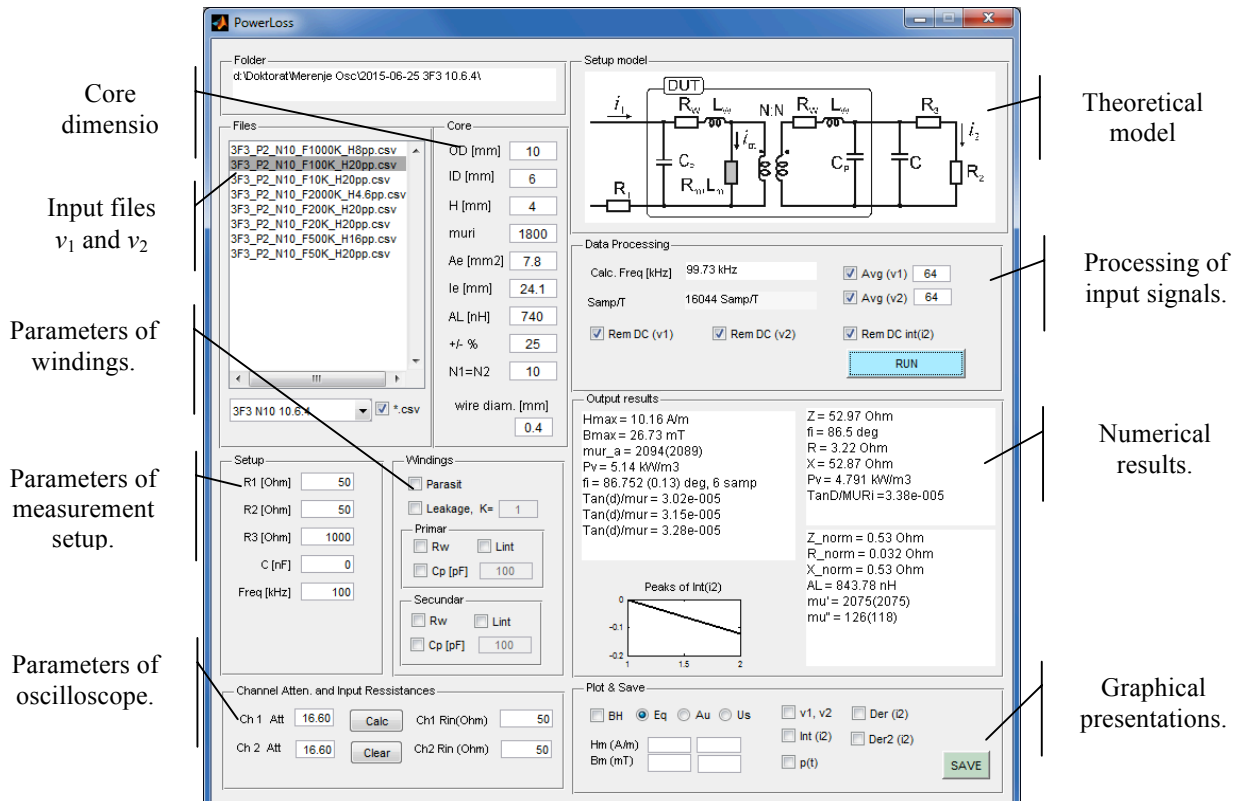 PowerLoss
Folder
d:\Doktorat\Merenje Osc\2015-06-25 3F3 10.6.4\
Files
3F3_P2_N10_F1000K_H8pp.csv
3F3_P2_N10_F100K_H20pp.csv
3F3_P2_N10_F10K_H20pp.csv
3F3_P2_N10_F2000K_H4.6pp.csv
3F3_P2_N10_F200K_H20pp.csv
3F3_P2_N10_F20K_H20pp.csv
3F3_P2_N10_F500K_H16pp.csv
3F3_P2_N10_F50K_H20pp.csv
3F3 N10 10.6.4
*.csv
Core
OD [mm] 10
ID [mm] 6
H [mm] 4
muri 1800
Ae [mm2] 7.8
le [mm] 24.1
AL [nH] 740
+/- % 25
N1=N2 10
wire diam. [mm]
0.4
Setup model
DUT
i1 Rw Lw N:N Rw Lw R3
im i2
Cp Rm,Lm Cp C R2
R1
Data Processing
Calc. Freq [kHz] 99.73 kHz
Avg (v1) 64
Samp/T 16044 Samp/T
Avg (v2) 64
Rem DC (v1) Rem DC (v2) Rem DC int(i2)
RUN
Setup
R1 [Ohm] 50
R2 [Ohm] 50
R3 [Ohm] 1000
C [nF] 0
Freq [kHz] 100
Windings
Parasit
Leakage, K= 1
Primar
Rw Lint
Cp [pF] 100
Secundar
Rw Lint
Cp [pF] 100
Output results
Hmax = 10.16 A/m
Bmax = 26.73 mT
mur_a = 2094(2089)
Pv = 5.14 kW/m3
fi = 86.752 (0.13) deg, 6 samp
Tan(d)/mur = 3.02e-005
Tan(d)/mur = 3.15e-005
Tan(d)/mur = 3.28e-005
Z = 52.97 Ohm
fi = 86.5 deg
R = 3.22 Ohm
X = 52.87 Ohm
Pv = 4.791 kW/m3
TanD/MURi =3.38e-005
Z_norm = 0.53 Ohm
R_norm = 0.032 Ohm
X_norm = 0.53 Ohm
AL = 843.78 nH
mu' = 2075(2075)
mu" = 126(118)
Peaks of Int(i2)
0
-0.1
-0.2
1 1.5 2
Channel Atten. and Input Ressistances
Ch 1 Att 16.60 Calc Ch1 Rin(Ohm) 50
Ch 2 Att 16.60 Clear Ch2 Rin (Ohm) 50
Plot & Save
BH Eq Au Us
Hm (A/m)
Bm (mT)
v1, v2 Der (i2)
Int (i2) Der2 (i2)
p(t)
SAVE
Core
dimensio
Input files
v1 and v2
Parameters of
windings.
Parameters of
measurement
setup.
Parameters of
oscilloscope.
Theoretical
model
Processing of
input signals.
Numerical
results.
Graphical
presentations.